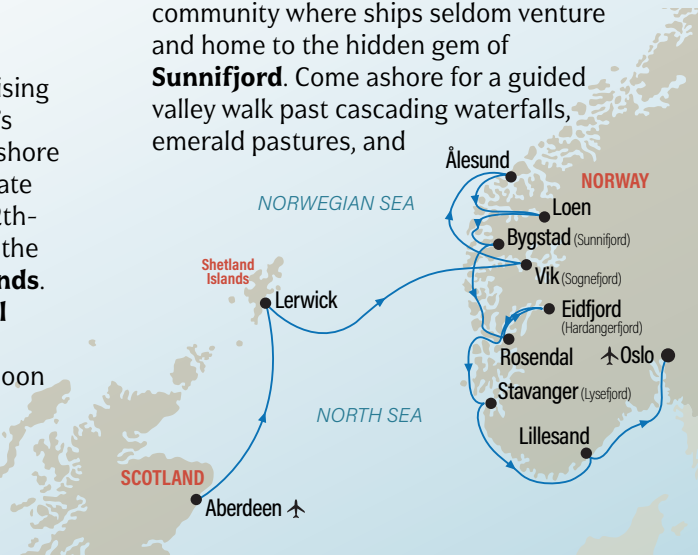 ising
's
shore
ate
2th-
the
nds.
l
oon
community where ships seldom venture
and home to the hidden gem of
Sunnifjord. Come ashore for a guided
valley walk past cascading waterfalls,
emerald pastures, and
Ålesund
NORWAY
NORWEGIAN SEA
Loen
Bygstad (Sunnifjord)
Shetland
Islands
Vik (Sognefjord)
Lerwick
Eidfjord
(Hardangerfjord)
Rosendal
Oslo
Stavanger (Lysefjord)
NORTH SEA
Lillesand
SCOTLAND
Aberdeen